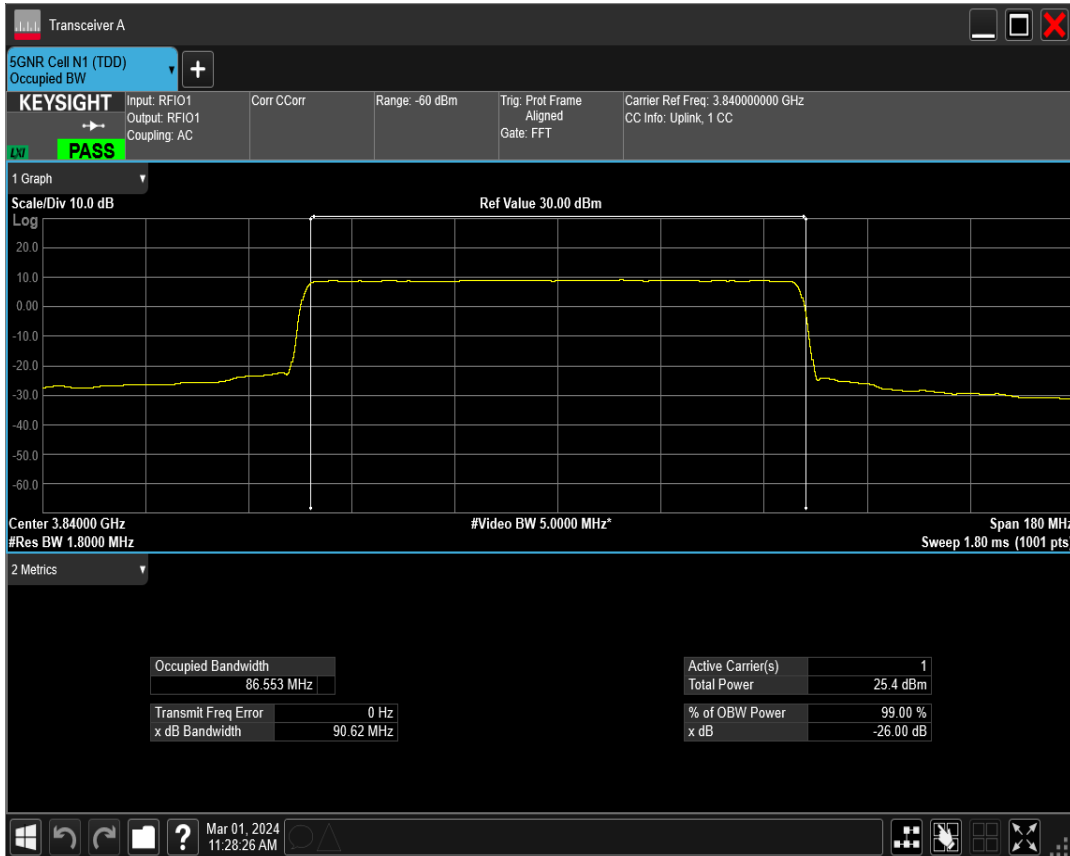 Transceiver A
5GNR Cell N1 (TDD)
Occupied BW
+
KEYSIGHT
LXI
PASS
Input: RFIO1
Output: RFIO1
Coupling: AC
Corr CCorr
Range: -60 dBm
Trig: Prot Frame
Aligned
Gate: FFT
Carrier Ref Freq: 3.840000000 GHz
CC Info: Uplink, 1 CC
1 Graph
Scale/Div 10.0 dB
Ref Value 30.00 dBm
Log
20.0
10.0
0.00
-10.0
-20.0
-30.0
-40.0
-50.0
-60.0
Center 3.84000 GHz
#Video BW 5.0000 MHz*
Span 180 MHz
#Res BW 1.8000 MHz
Sweep 1.80 ms (1001 pts)
2 Metrics
Occupied Bandwidth
86.553 MHz
Transmit Freq Error 0 Hz
x dB Bandwidth 90.62 MHz
Active Carrier(s) 1
Total Power 25.4 dBm
% of OBW Power 99.00 %
x dB -26.00 dB
?
Mar 01, 2024
11:28:26 AM